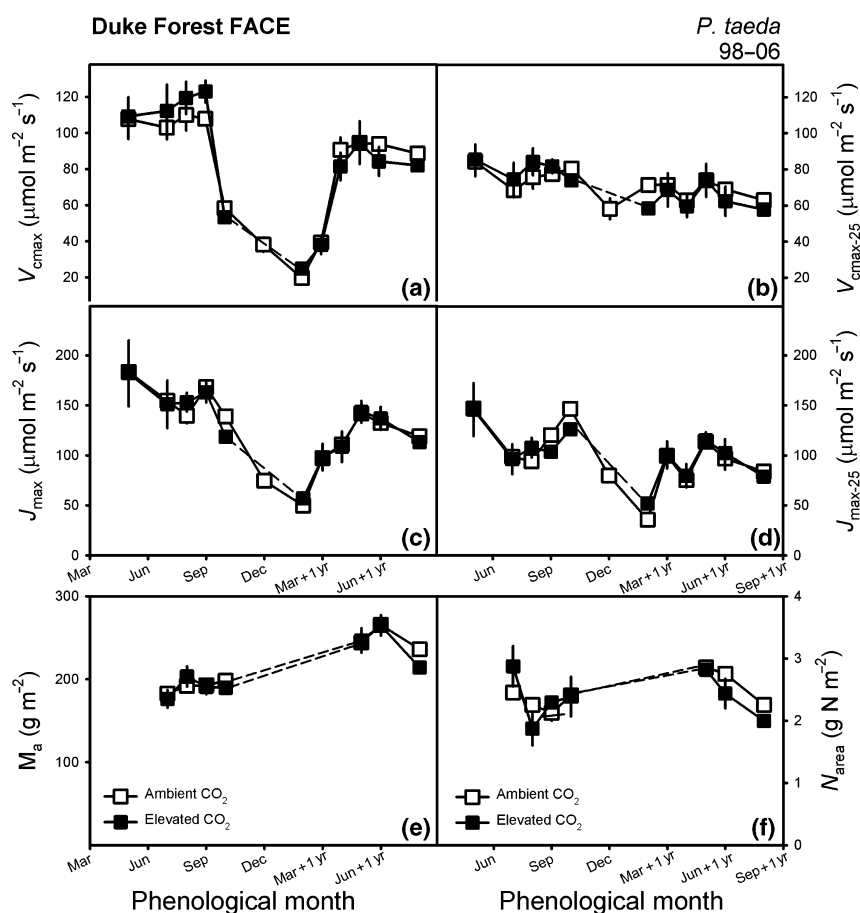 Duke Forest FACE
P. taeda
98–06
Vcmax (μmol m−2 s−1)
120
100
80
60
40
20
(a)
120
100
80
60
40
20
0
(b)
Vcmax-25 (μmol m−2 s−1)
Jmax (μmol m−2 s−1)
200
150
100
50
0
(c)
200
150
100
50
0
(d)
Jmax-25 (μmol m−2 s−1)
Mar
Jun
Sep
Dec
Mar+1 yr
Jun+1 yr
Jun
Sep
Dec
Mar+1 yr
Jun+1 yr
Sep+1 yr
Ma (g m−2)
300
200
100
0
Ambient CO2
Elevated CO2
(e)
Ambient CO2
Elevated CO2
(f)
4
3
2
1
0
Narea (g N m−2)
Mar
Jun
Sep
Dec
Mar+1 yr
Jun+1 yr
Jun
Sep
Dec
Mar+1 yr
Jun+1 yr
Sep+1 yr
Phenological month
Phenological month